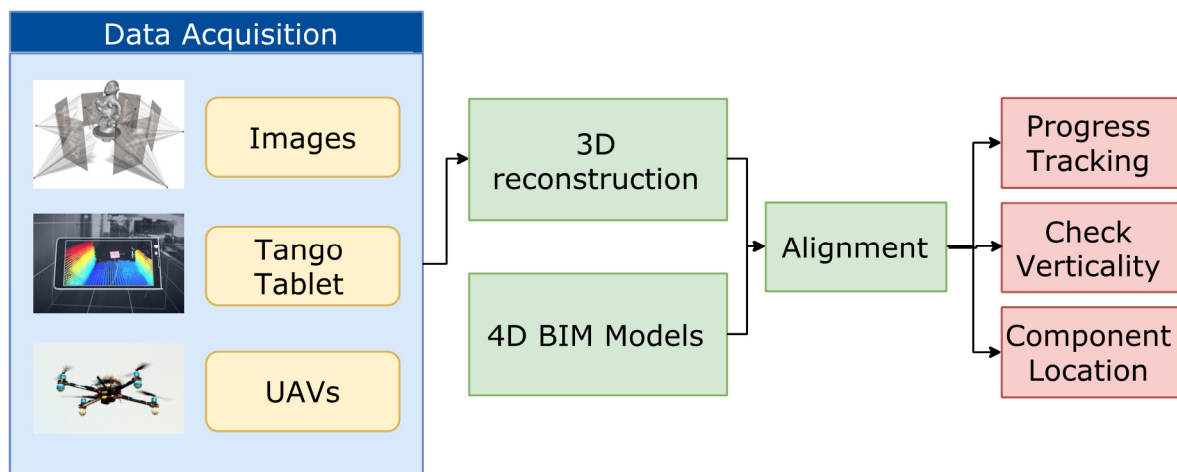 Data Acquisition
Images
Tango
Tablet
UAVs
3D
reconstruction
4D BIM Models
Alignment
Progress
Tracking
Check
Verticality
Component
Location